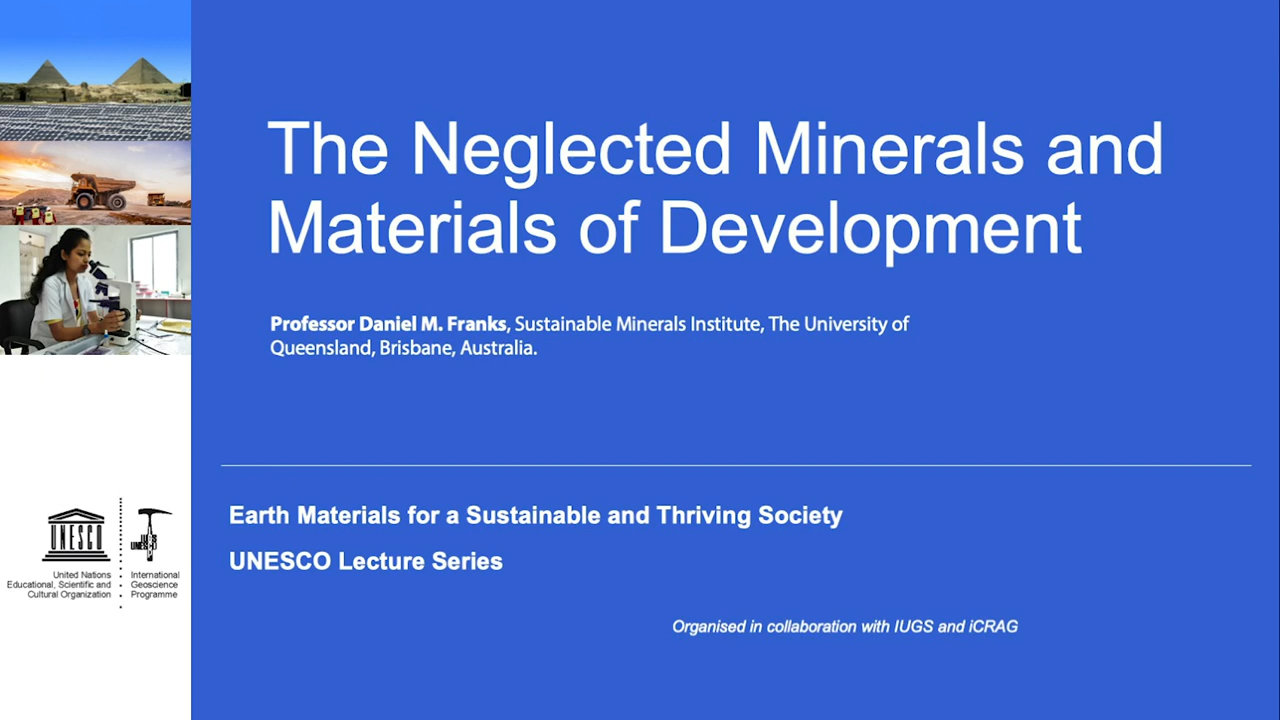 The Neglected Minerals and
Materials of Development
Professor Daniel M. Franks, Sustainable Minerals Institute, The University of
Queensland, Brisbane, Australia.
Earth Materials for a Sustainable and Thriving Society
UNESCO Lecture Series
Organised in collaboration with IUGS and iCRAG
UNESCO
United Nations
Educational, Scientific and
Cultural Organization
IUGS
UNESCO
International
Geoscience
Programme